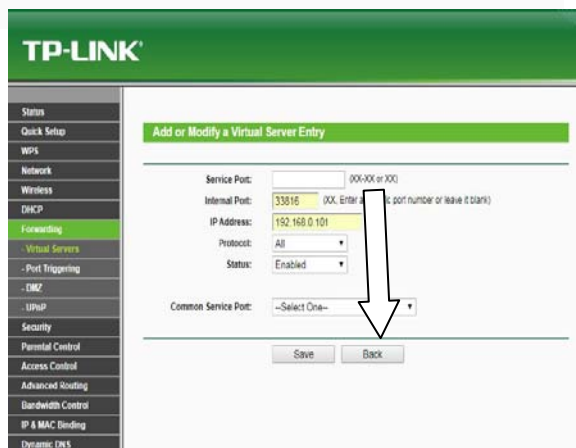 TP-LINK
Status
Quick Setup
WPS
Network
Wireless
DHCP
Forwarding
- Virtual Servers
- Port Triggering
- DMZ
- UPnP
Security
Parental Control
Access Control
Advanced Routing
Bandwidth Control
IP & MAC Binding
Dynamic DNS
Add or Modify a Virtual Server Entry
Service Port: (XX-XX or XX)
Internal Port: 33816 (XX, Enter a ic port number or leave it blank)
IP Address: 192.168.0.101
Protocol: All
Status: Enabled
Common Service Port: --Select One--
Save Back